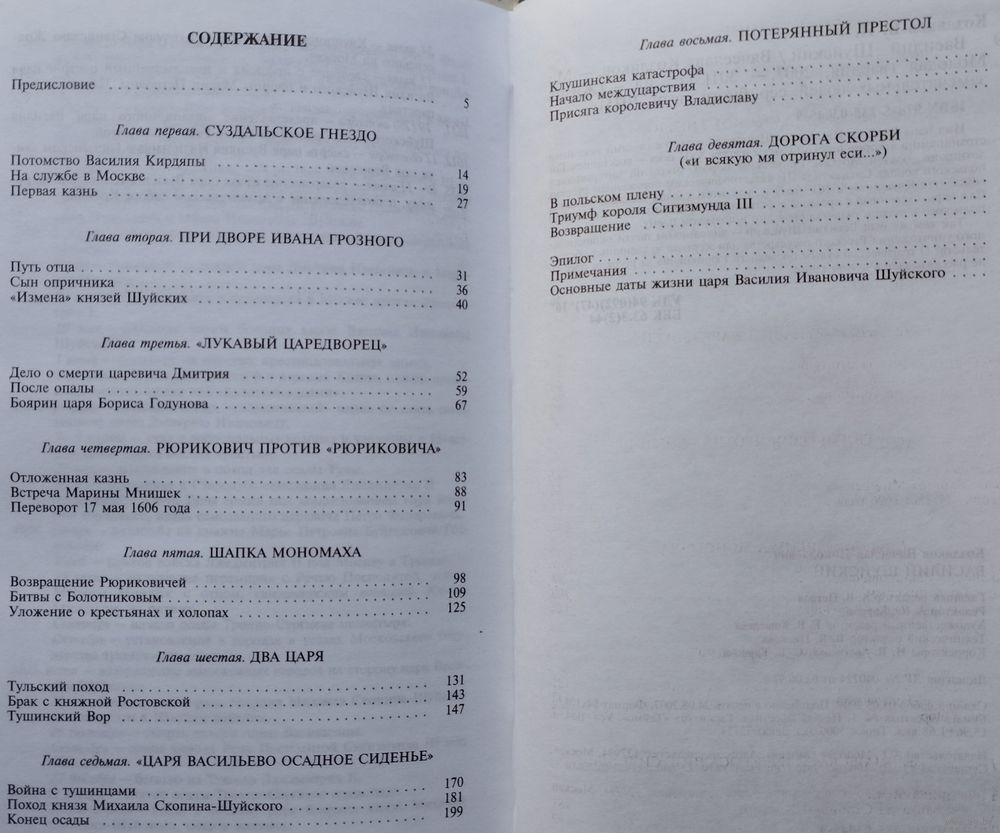 СОДЕРЖАНИЕ
Предисловие . . . 5
Глава первая. СУЗДАЛЬСКОЕ ГНЕЗДО
Потомство Василия Кирдяпы . . . 14
На службе в Москве . . . 19
Первая казнь . . . 27
Глава вторая. ПРИ ДВОРЕ ИВАНА ГРОЗНОГО
Путь отца . . . 31
Сын опричника . . . 36
«Измена» князей Шуйских . . . 40
Глава третья. «ЛУКАВЫЙ ЦАРЕДВОРЕЦ»
Дело о смерти царевича Дмитрия . . . 52
После опалы . . . 59
Боярин царя Бориса Годунова . . . 67
Глава четвертая. РЮРИКОВИЧ ПРОТИВ «РЮРИКОВИЧА»
Отложенная казнь . . . 83
Встреча Марины Мнишек . . . 88
Переворот 17 мая 1606 года . . . 91
Глава пятая. ШАПКА МОНОМАХА
Возвращение Рюриковичей . . . 98
Битвы с Болотниковым . . . 109
Уложение о крестьянах и холопах . . . 125
Глава шестая. ДВА ЦАРЯ
Тульский поход . . . 131
Брак с княжной Ростовской . . . 143
Тушинский Вор . . . 147
Глава седьмая. «ЦАРЯ ВАСИЛЬЕВО ОСАДНОЕ СИДЕНЬЕ»
Война с тушинцами . . . 170
Поход князя Михаила Скопина-Шуйского . . . 181
Конец осады . . . 199
Глава восьмая. ПОТЕРЯННЫЙ ПРЕСТОЛ
Клушинская катастрофа . . .
Начало междуцарствия . . .
Присяга королевичу Владиславу . . .
Глава девятая. ДОРОГА СКОРБИ
(«и всякую мя отринул еси...»)
В польском плену . . .
Триумф короля Сигизмунда III . . .
Возвращение . . .
Эпилог . . .
Примечания . . .
Основные даты жизни царя Василия Ивановича Шуйского . . .